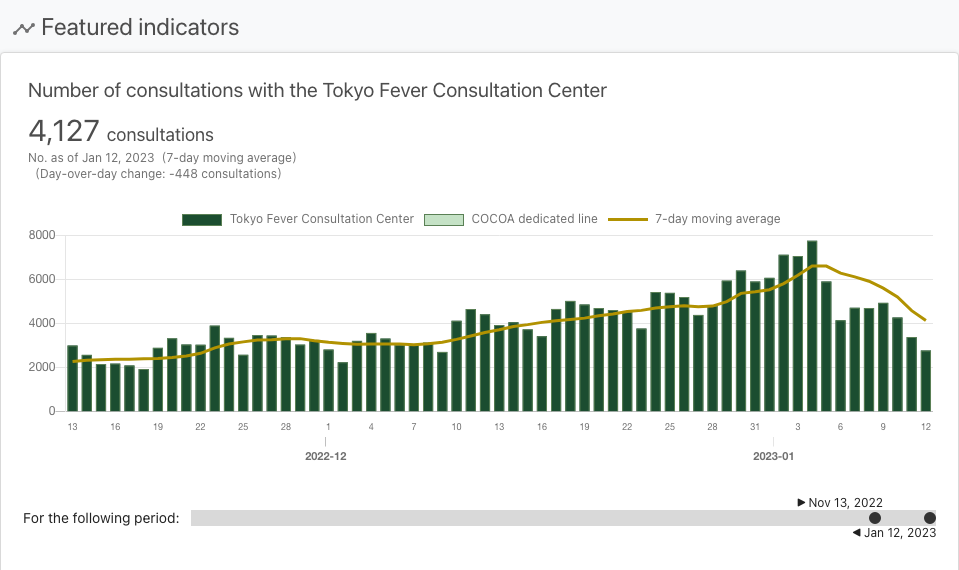 Featured indicators
Number of consultations with the Tokyo Fever Consultation Center
4,127 consultations
No. as of Jan 12, 2023 (7-day moving average)
(Day-over-day change: -448 consultations)
Tokyo Fever Consultation Center COCOA dedicated line 7-day moving average
8000
6000
4000
2000
0
13 16 19 22 25 28 1 4 7 10 13 16 19 22 25 28 31 3 6 9 12
2022-12 2023-01
▶ Nov 13, 2022
For the following period:
◀ Jan 12, 2023